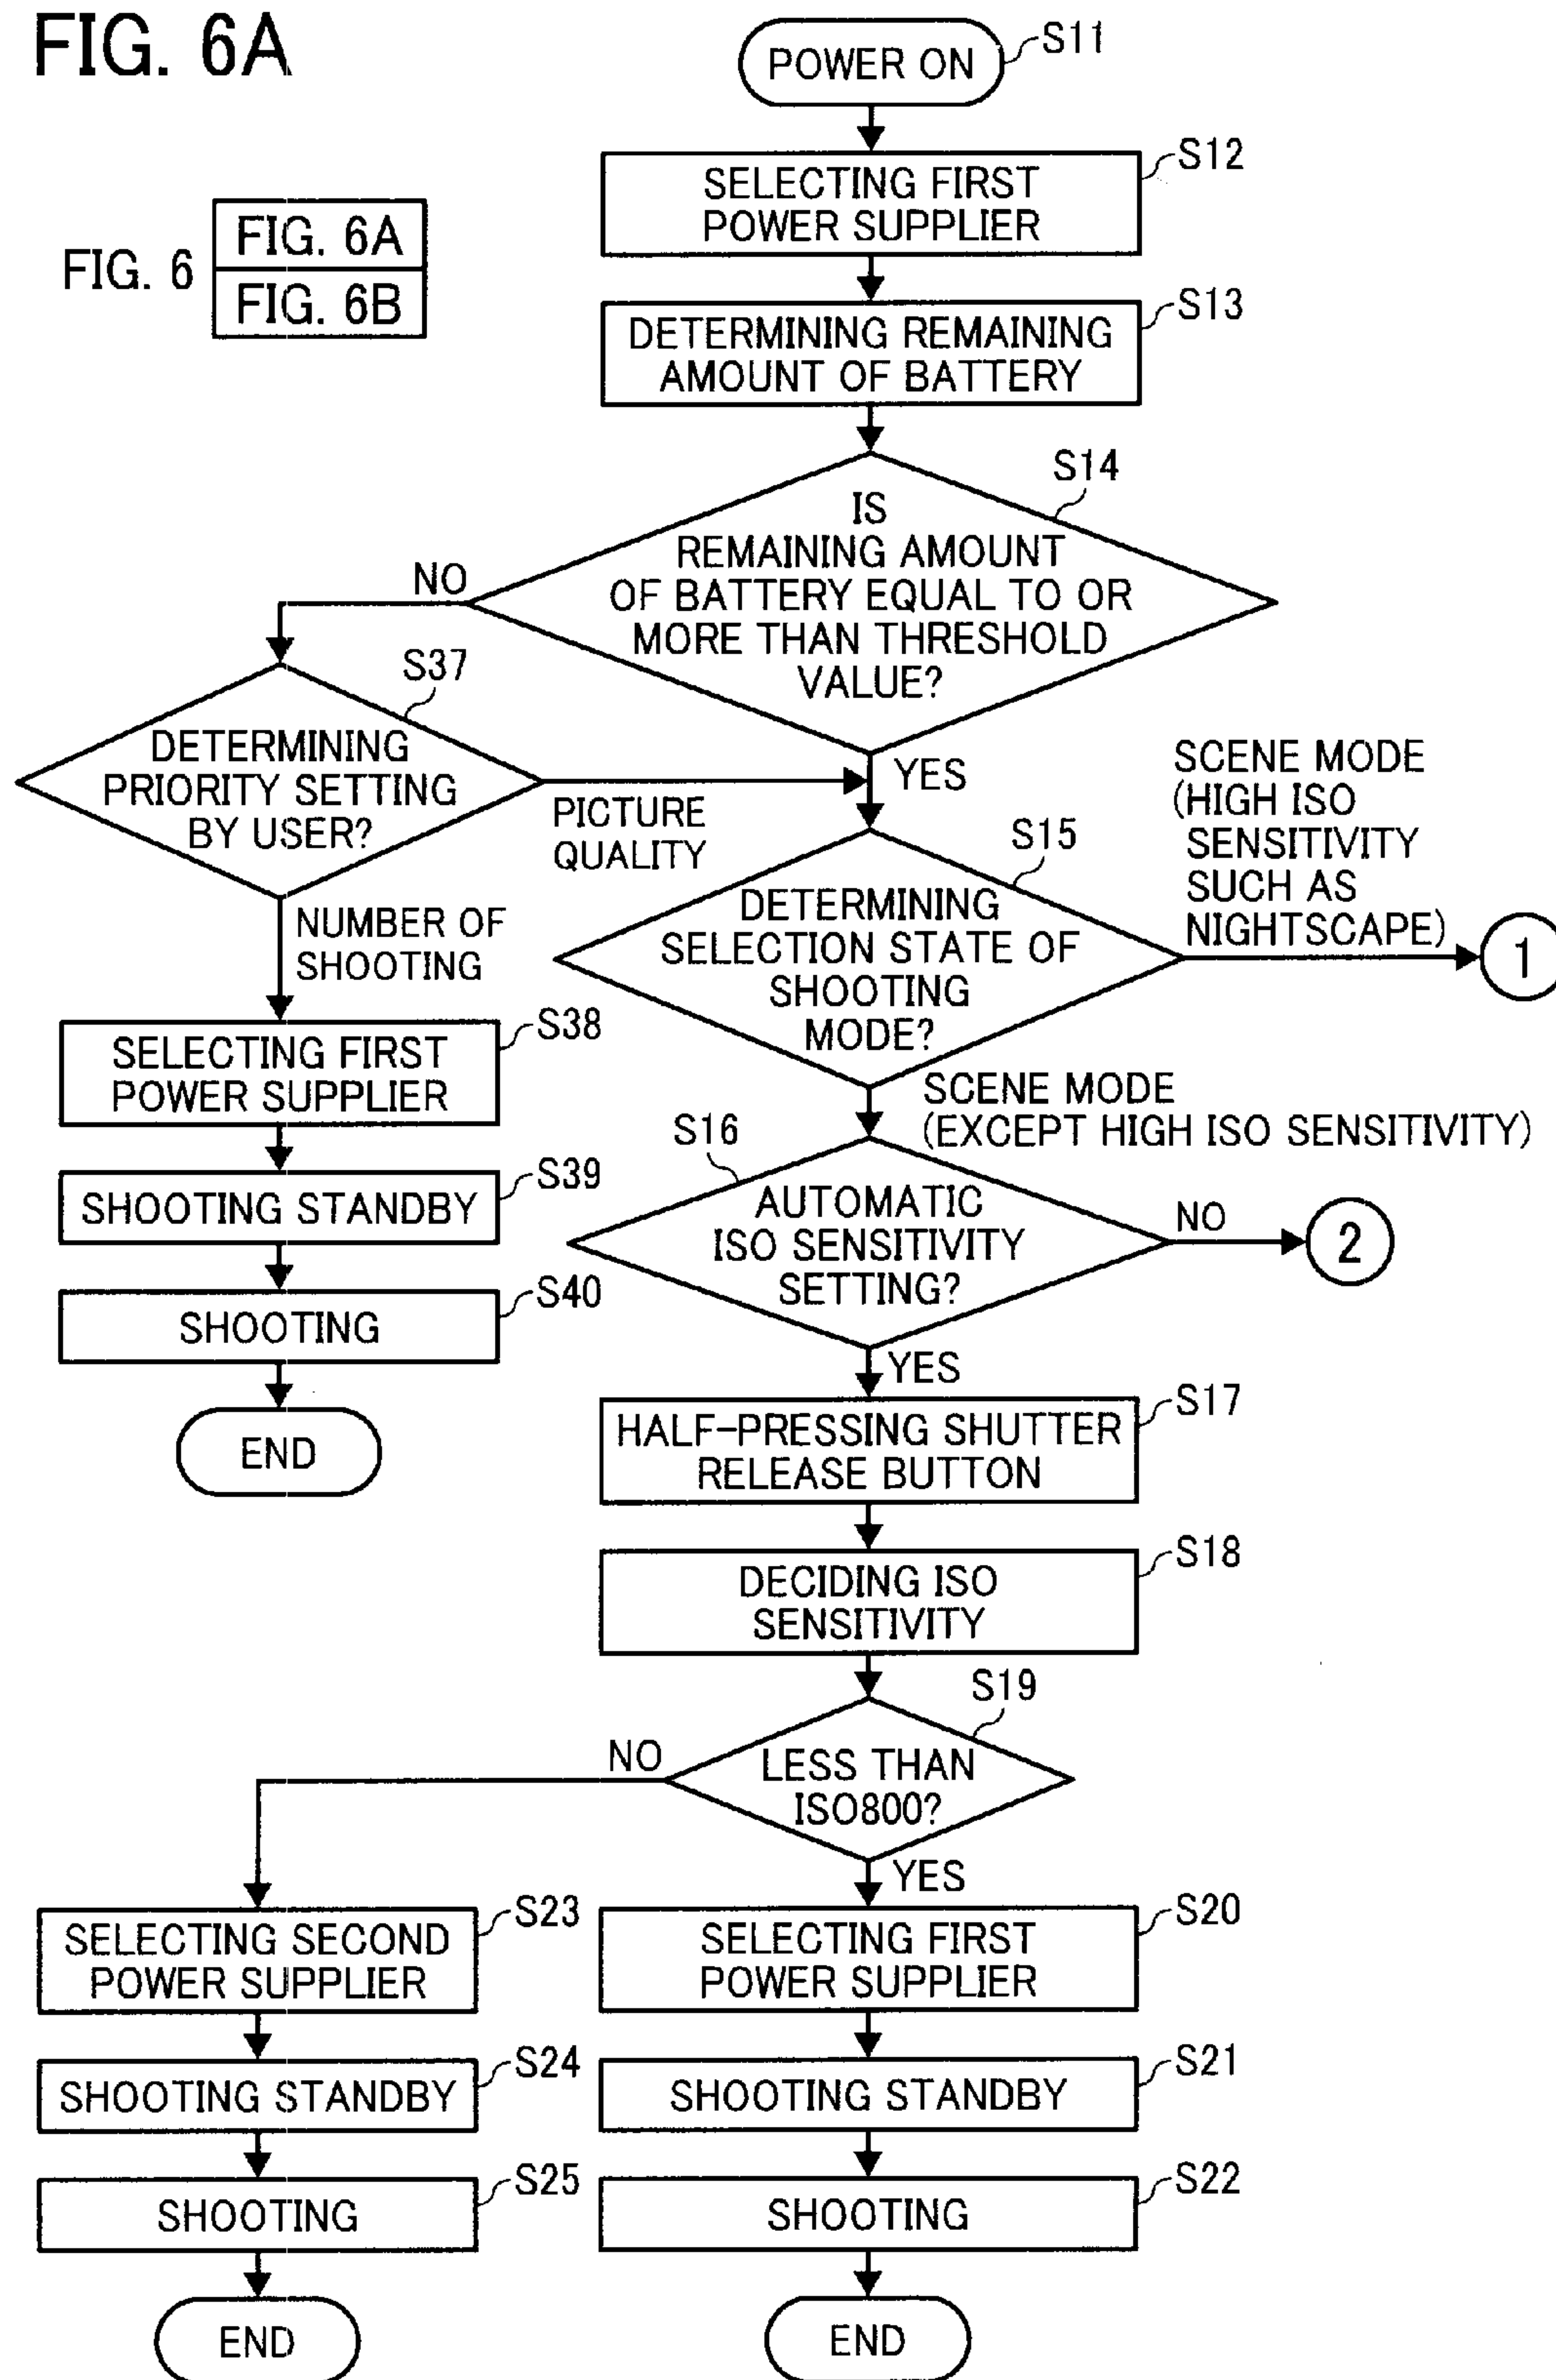 FIG. 6A
FIG. 6
FIG. 6A
FIG. 6B
POWER ON
S11
SELECTING FIRST
POWER SUPPLIER
S12
DETERMINING REMAINING
AMOUNT OF BATTERY
S13
S14
IS
REMAINING AMOUNT
OF BATTERY EQUAL TO OR
MORE THAN THRESHOLD
VALUE?
NO
YES
S37
DETERMINING
PRIORITY SETTING
BY USER?
PICTURE
QUALITY
NUMBER OF
SHOOTING
SELECTING FIRST
POWER SUPPLIER
S38
SHOOTING STANDBY
S39
SHOOTING
S40
END
S15
DETERMINING
SELECTION STATE OF
SHOOTING
MODE?
SCENE MODE
(HIGH ISO
SENSITIVITY
SUCH AS
NIGHTSCAPE)
1
SCENE MODE
(EXCEPT HIGH ISO SENSITIVITY)
S16
AUTOMATIC
ISO SENSITIVITY
SETTING?
NO
2
YES
HALF-PRESSING SHUTTER
RELEASE BUTTON
S17
DECIDING ISO
SENSITIVITY
S18
S19
LESS THAN
ISO800?
NO
YES
SELECTING SECOND
POWER SUPPLIER
S23
SHOOTING STANDBY
S24
SHOOTING
S25
END
SELECTING FIRST
POWER SUPPLIER
S20
SHOOTING STANDBY
S21
SHOOTING
S22
END